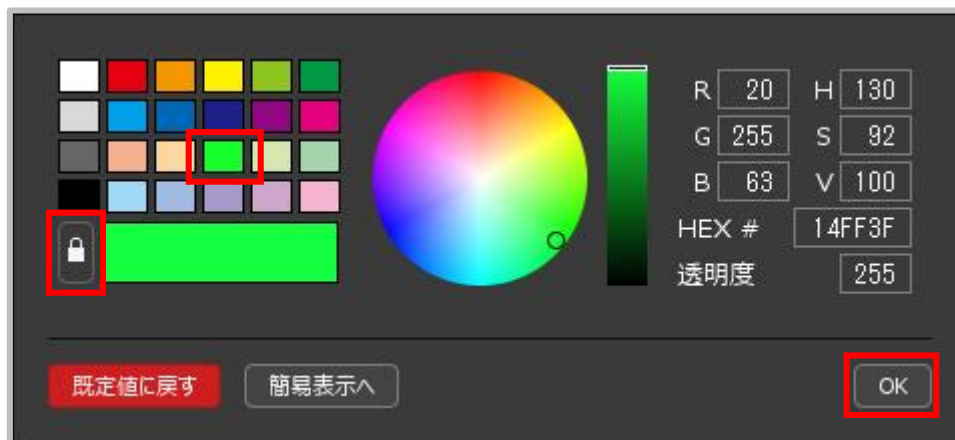 R 20 H 130
G 255 S 92
B 63 V 100
HEX # 14FF3F
透明度 255
既定値に戻す 簡易表示へ OK